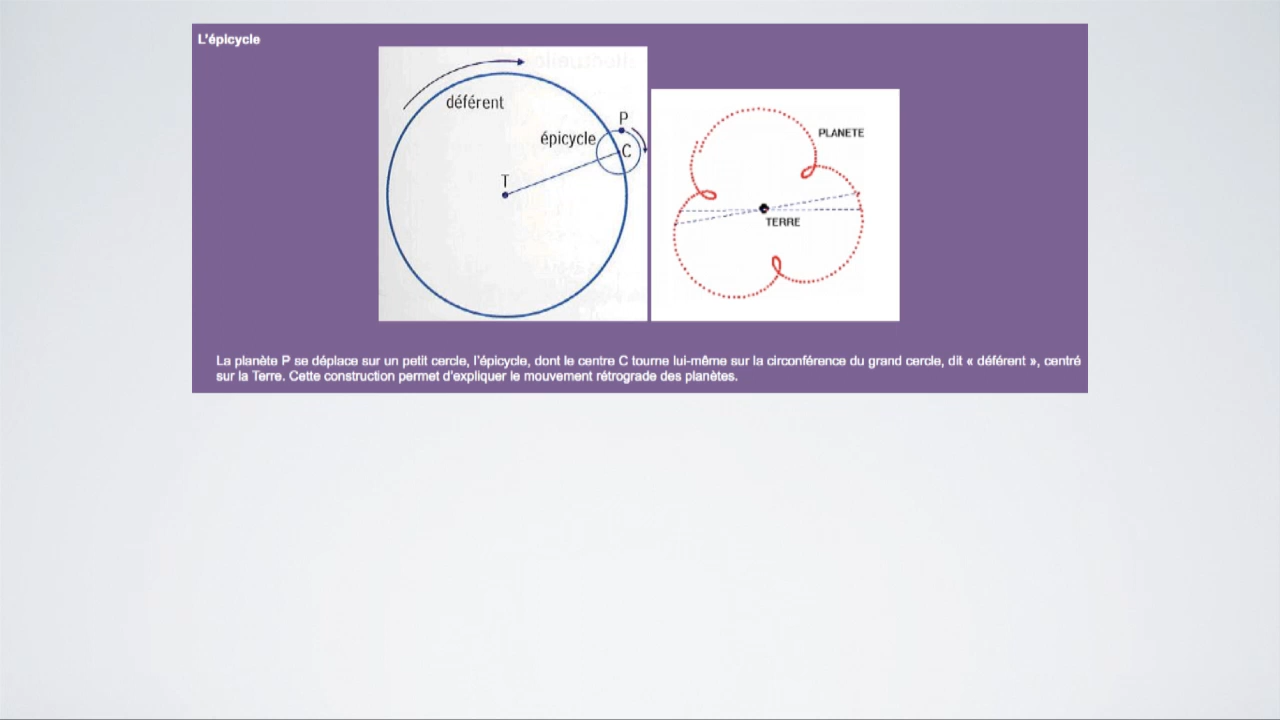 L'épicycle
déférent
P
épicycle
C
T
PLANETE
TERRE
La planète P se déplace sur un petit cercle, l'épicycle, dont le centre C tourne lui-même sur la circonférence du grand cercle, dit « déférent », centré
sur la Terre. Cette construction permet d'expliquer le mouvement rétrograde des planètes.